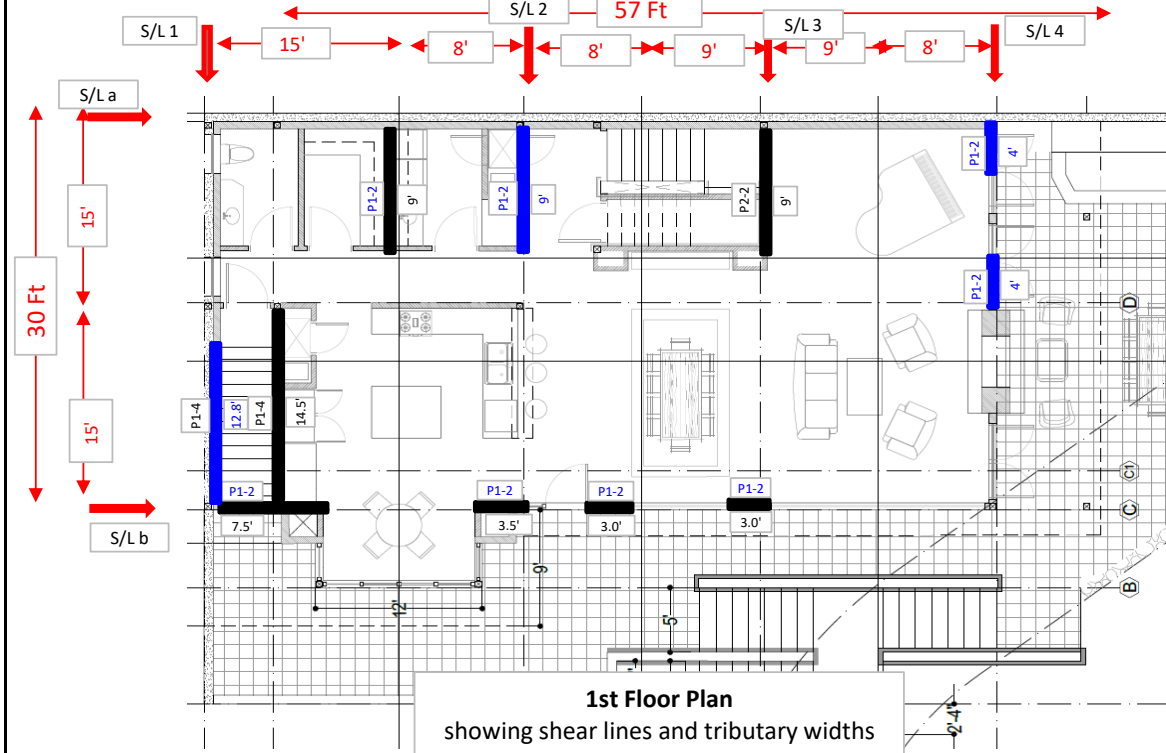 S/L 2
57 Ft
S/L 1
S/L 3
S/L 4
15'
8'
8'
9'
9'
8'
S/L a
30 Ft
15'
15'
S/L b
P1-2
9'
P1-2
9'
P2-2
9'
P1-2
4'
P1-2
4'
D
P1-4
12.8'
P1-4
14.5'
C1
P1-2
P1-2
P1-2
P1-2
7.5'
3.5'
3.0'
3.0'
C
9'
B
12'
5'
2'-4"
1st Floor Plan
showing shear lines and tributary widths